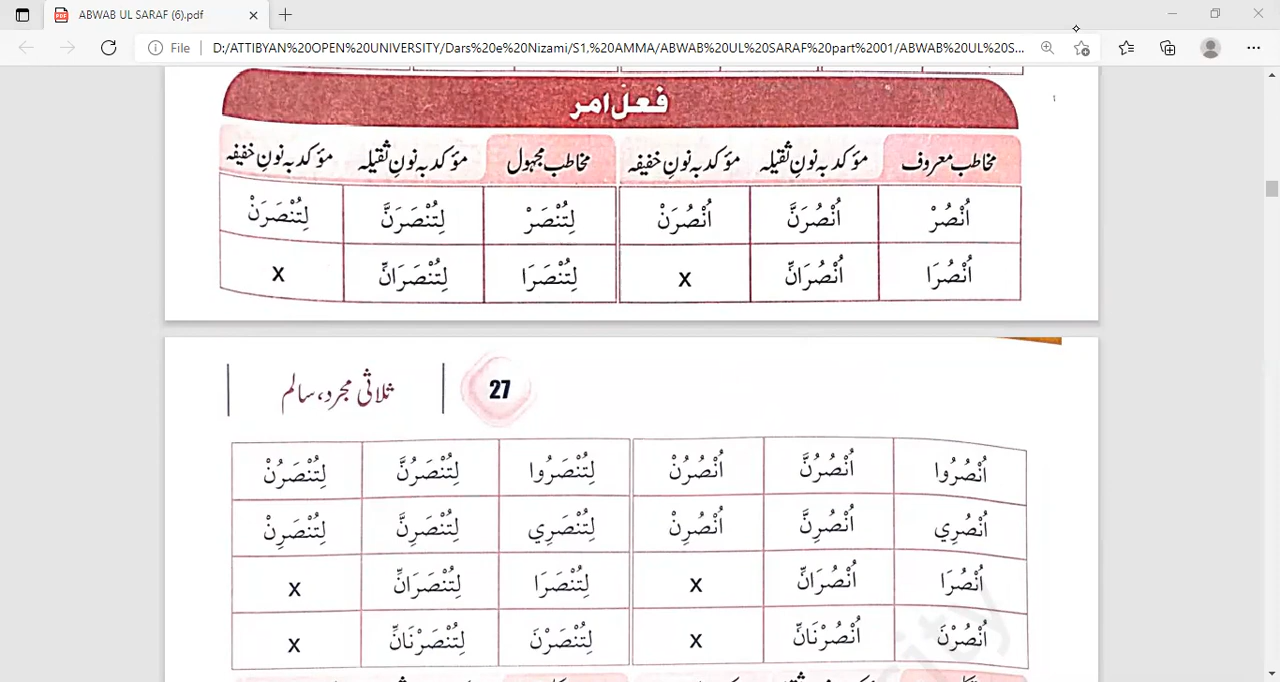 ABWAB UL SARAF (6).pdf
File D:/ATTIBYAN%20OPEN%20UNIVERSITY/Dars%20e%20Nizami/S1.%20AMMA/ABWAB%20UL%20SARAF%20part%2001/ABWAB%20UL%20S...
فعل امر
مخاطب معروف مؤکد بہ نونِ ثقیلہ مؤکد بہ نونِ خفیفہ مخاطب مجہول مؤکد بہ نونِ ثقیلہ مؤکد بہ نونِ خفیفہ
اُنْصُرْ اُنْصُرَنَّ اُنْصُرَنْ لِتُنْصَرْ لِتُنْصَرَنَّ لِتُنْصَرَنْ
اُنْصُرَا اُنْصُرَانِّ x لِتُنْصَرَا لِتُنْصَرَانِّ x
27 ثلاثی مجرد، سالم
اُنْصُرُوا اُنْصُرُنَّ اُنْصُرُنْ لِتُنْصَرُوا لِتُنْصَرُنَّ لِتُنْصَرُنْ
اُنْصُرِي اُنْصُرِنَّ اُنْصُرِنْ لِتُنْصَرِي لِتُنْصَرِنَّ لِتُنْصَرِنْ
اُنْصُرَا اُنْصُرَانِّ x لِتُنْصَرَا لِتُنْصَرَانِّ x
اُنْصُرْنَ اُنْصُرْنَانِّ x لِتُنْصَرْنَ لِتُنْصَرْنَانِّ x